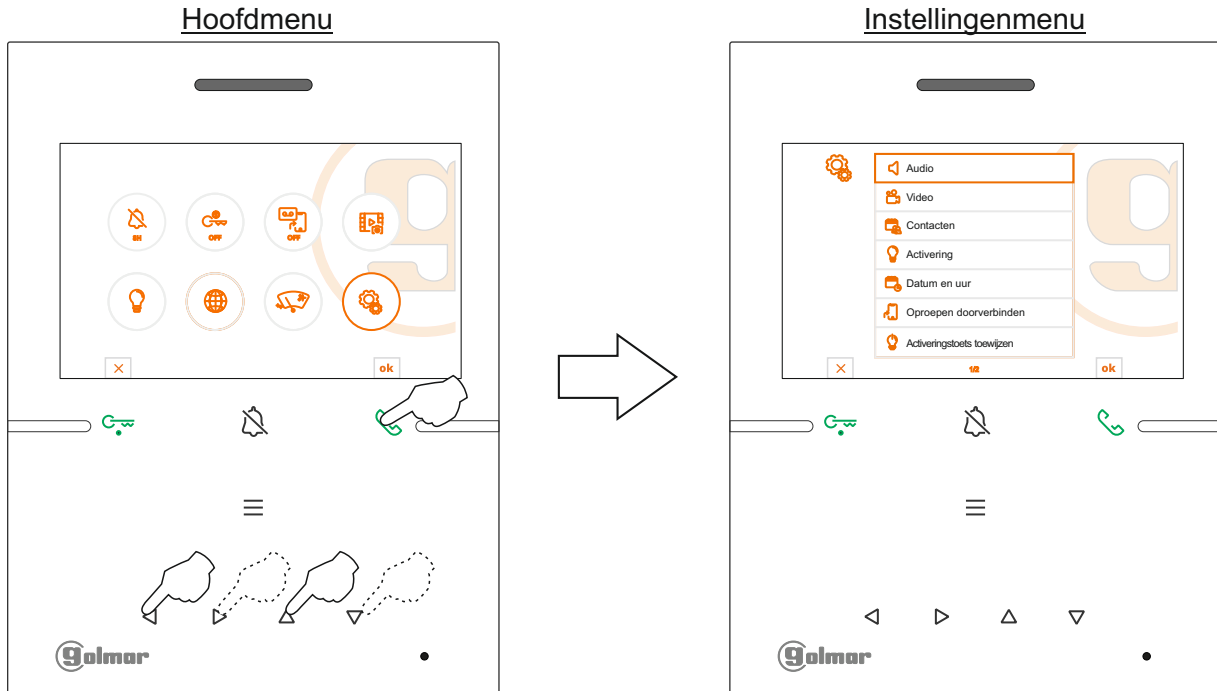 Hoofdmenu
8H
OFF
OFF
ok
golmar
Instellingenmenu
Audio
Video
Contacten
Activering
Datum en uur
Oproepen doorverbinden
Activeringstoets toewijzen
1/2
ok
golmar